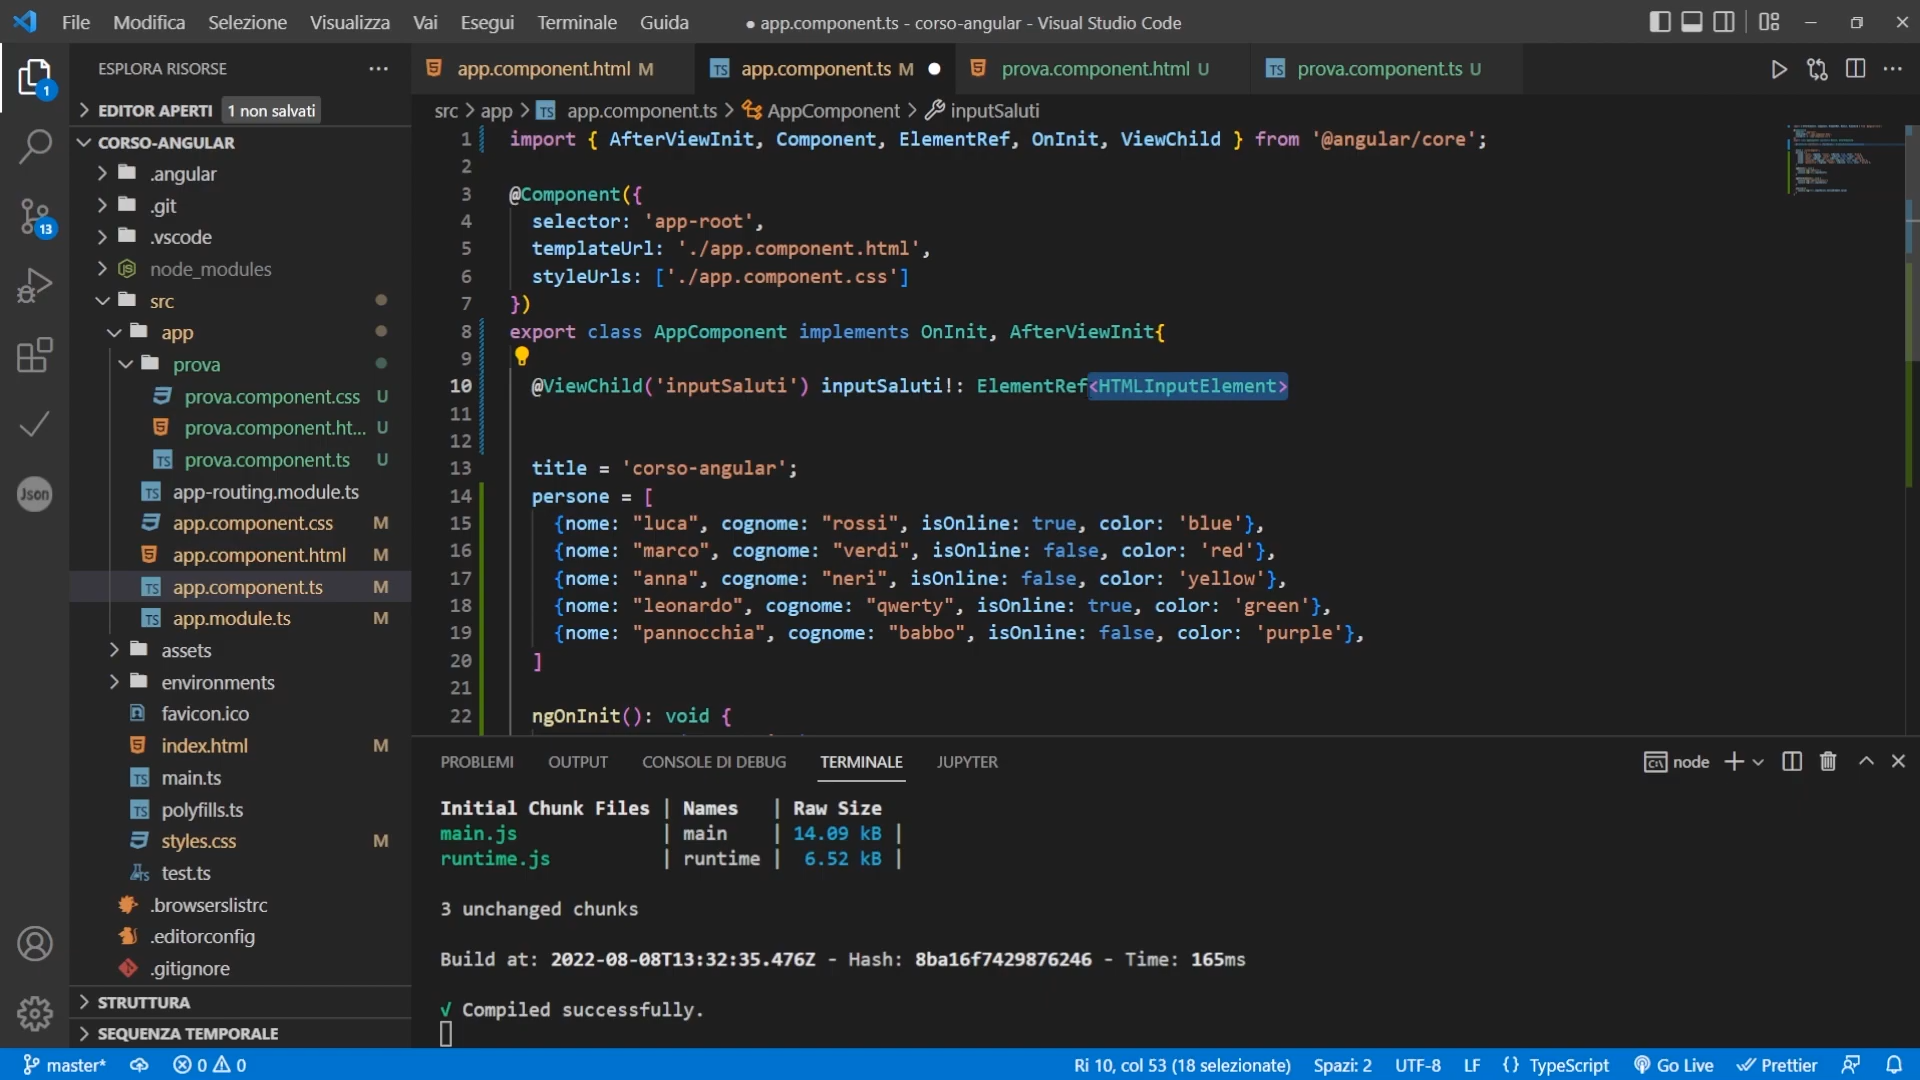 File Modifica Selezione Visualizza Vai Esegui Terminale Guida ● app.component.ts - corso-angular - Visual Studio Code
ESPLORA RISORSE ...
EDITOR APERTI 1 non salvati
CORSO-ANGULAR
.angular
.git
.vscode
node_modules
src
app
prova
prova.component.css U
prova.component.ht... U
prova.component.ts U
app-routing.module.ts
app.component.css M
app.component.html M
app.component.ts M
app.module.ts M
assets
environments
favicon.ico
index.html M
main.ts
polyfills.ts
styles.css M
test.ts
.browserslistrc
.editorconfig
.gitignore
STRUTTURA
SEQUENZA TEMPORALE
1
13
Json
app.component.html M app.component.ts M prova.component.html U prova.component.ts U
src > app > TS app.component.ts > AppComponent > inputSaluti
1 import { AfterViewInit, Component, ElementRef, OnInit, ViewChild } from '@angular/core';
2
3 @Component({
4 selector: 'app-root',
5 templateUrl: './app.component.html',
6 styleUrls: ['./app.component.css']
7 })
8 export class AppComponent implements OnInit, AfterViewInit{
9
10 @ViewChild('inputSaluti') inputSaluti!: ElementRef<HTMLInputElement>
11
12
13 title = 'corso-angular';
14 persone = [
15 {nome: "luca", cognome: "rossi", isOnline: true, color: 'blue'},
16 {nome: "marco", cognome: "verdi", isOnline: false, color: 'red'},
17 {nome: "anna", cognome: "neri", isOnline: false, color: 'yellow'},
18 {nome: "leonardo", cognome: "qwerty", isOnline: true, color: 'green'},
19 {nome: "pannocchia", cognome: "babbo", isOnline: false, color: 'purple'},
20 ]
21
22 ngOnInit(): void {
PROBLEMI OUTPUT CONSOLE DI DEBUG TERMINALE JUPYTER node
Initial Chunk Files | Names | Raw Size
main.js | main | 14.09 kB |
runtime.js | runtime | 6.52 kB |
3 unchanged chunks
Build at: 2022-08-08T13:32:35.476Z - Hash: 8ba16f7429876246 - Time: 165ms
√ Compiled successfully.
master* 0 0 Ri 10, col 53 (18 selezionate) Spazi: 2 UTF-8 LF {} TypeScript Go Live Prettier